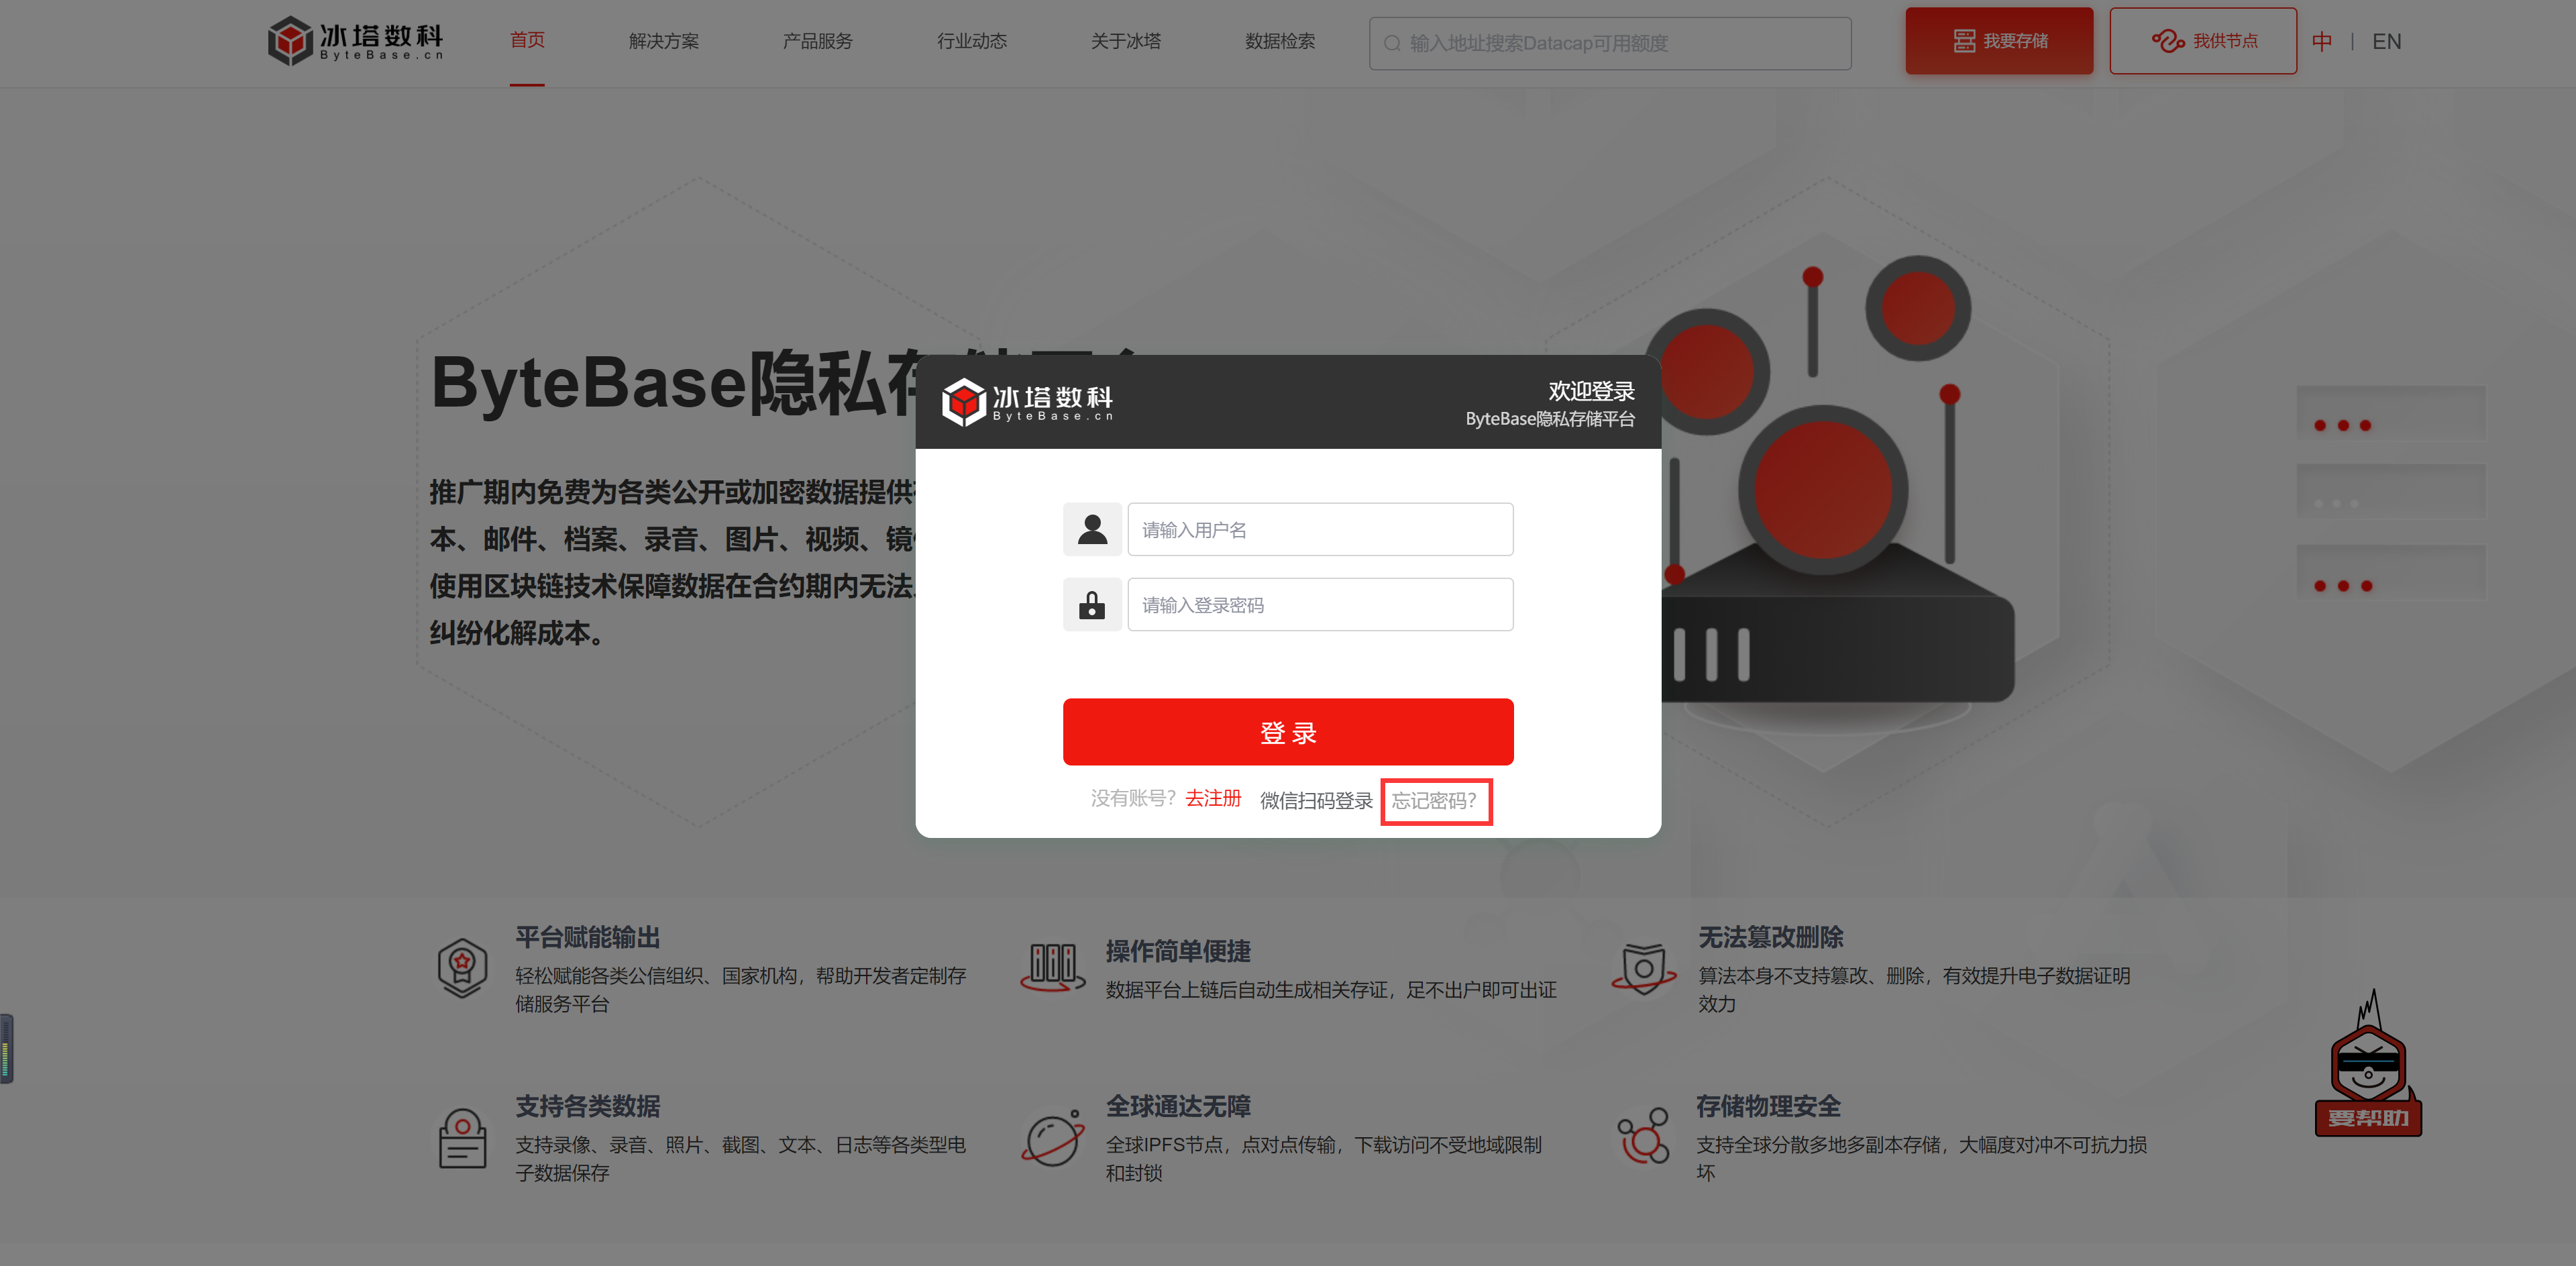 冰塔数科
ByteBase.cn
首页
解决方案
产品服务
行业动态
关于冰塔
数据检索
输入地址搜索Datacap可用额度
我要存储
我供节点
中 | EN
ByteBase隐私存
推广期内免费为各类公开或加密数据提供
本、邮件、档案、录音、图片、视频、镜
使用区块链技术保障数据在合约期内无法
纠纷化解成本。
冰塔数科
ByteBase.cn
欢迎登录
ByteBase隐私存储平台
请输入用户名
请输入登录密码
登 录
没有账号? 去注册 微信扫码登录 忘记密码?
平台赋能输出
轻松赋能各类公信组织、国家机构，帮助开发者定制存
储服务平台
操作简单便捷
数据平台上链后自动生成相关存证，足不出户即可出证
无法篡改删除
算法本身不支持篡改、删除，有效提升电子数据证明
效力
支持各类数据
支持录像、录音、照片、截图、文本、日志等各类型电
子数据保存
全球通达无障
全球IPFS节点，点对点传输，下载访问不受地域限制
和封锁
存储物理安全
支持全球分散多地多副本存储，大幅度对冲不可抗力损
坏
要帮助